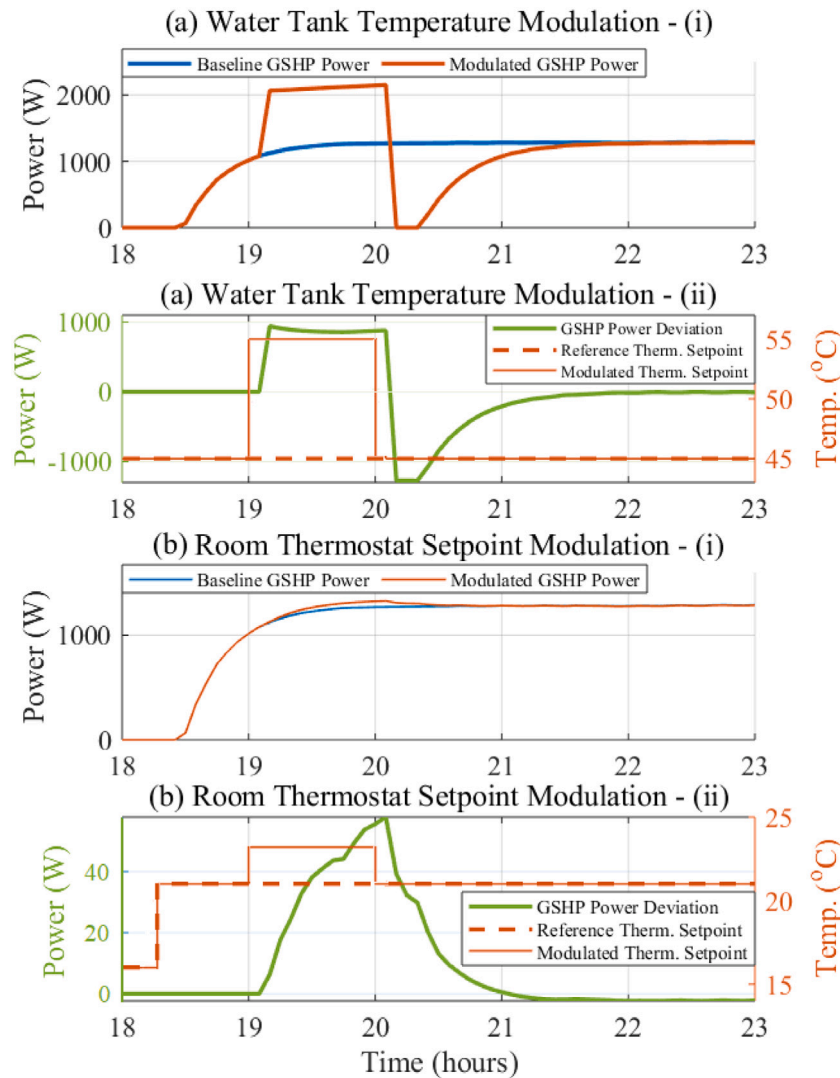 (a) Water Tank Temperature Modulation - (i)
Baseline GSHP Power Modulated GSHP Power
Power (W)
2000
1000
0
18 19 20 21 22 23
(a) Water Tank Temperature Modulation - (ii)
GSHP Power Deviation
Reference Therm. Setpoint
Modulated Therm. Setpoint
Power (W)
1000
0
-1000
55
50
45
Temp. (°C)
18 19 20 21 22 23
(b) Room Thermostat Setpoint Modulation - (i)
Baseline GSHP Power Modulated GSHP Power
Power (W)
1000
0
18 19 20 21 22 23
(b) Room Thermostat Setpoint Modulation - (ii)
Power (W)
40
20
0
GSHP Power Deviation
Reference Therm. Setpoint
Modulated Therm. Setpoint
25
20
15
Temp. (°C)
18 19 20 21 22 23
Time (hours)